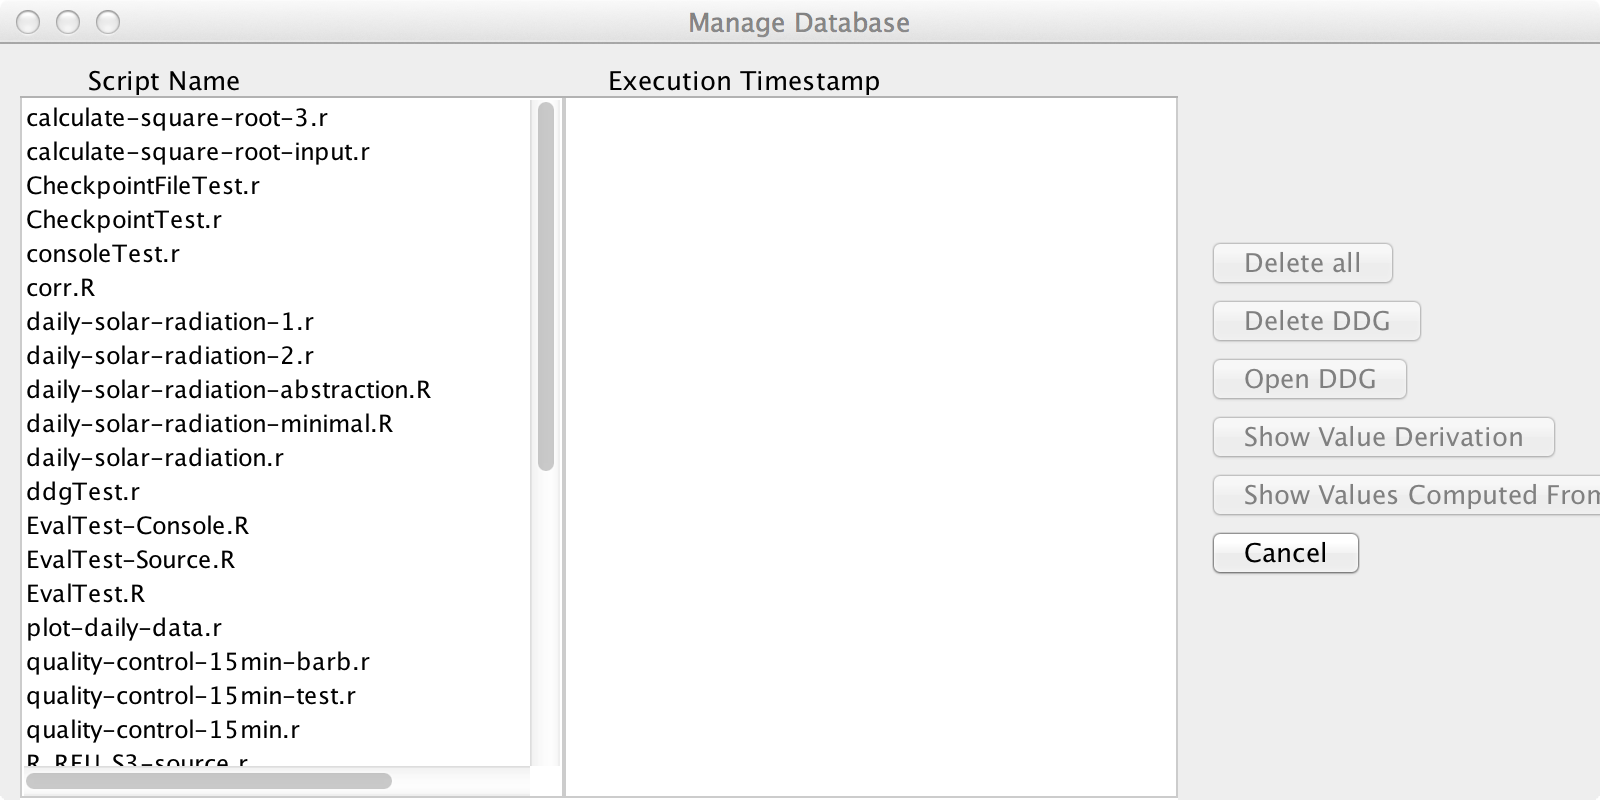 Manage Database
Script Name
Execution Timestamp
calculate-square-root-3.r
calculate-square-root-input.r
CheckpointFileTest.r
CheckpointTest.r
consoleTest.r
corr.R
daily-solar-radiation-1.r
daily-solar-radiation-2.r
daily-solar-radiation-abstraction.R
daily-solar-radiation-minimal.R
daily-solar-radiation.r
ddgTest.r
EvalTest-Console.R
EvalTest-Source.R
EvalTest.R
plot-daily-data.r
quality-control-15min-barb.r
quality-control-15min-test.r
quality-control-15min.r
R_REU_S3-source.r
Delete all
Delete DDG
Open DDG
Show Value Derivation
Show Values Computed From
Cancel